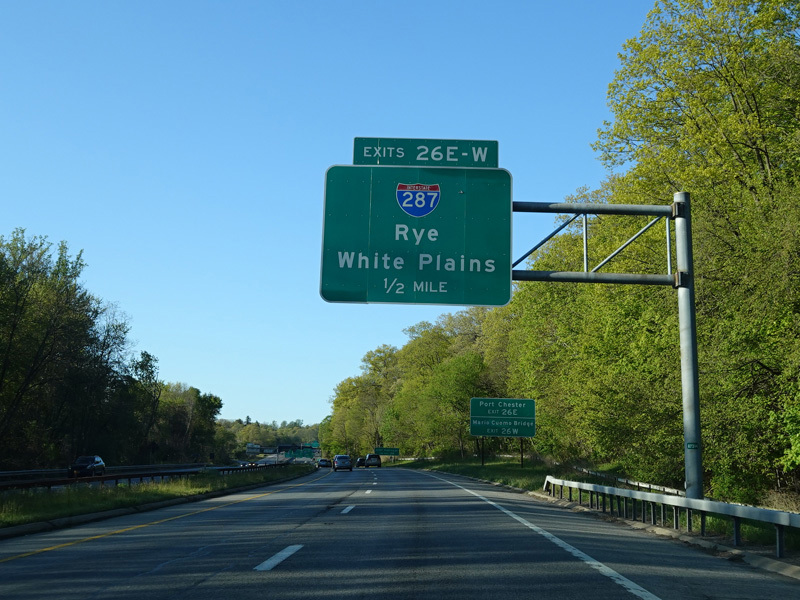 EXITS 26E-W
INTERSTATE
287
Rye
White Plains
1/2 MILE
Port Chester
EXIT 26E
Mario Cuomo Bridge
EXIT 26W